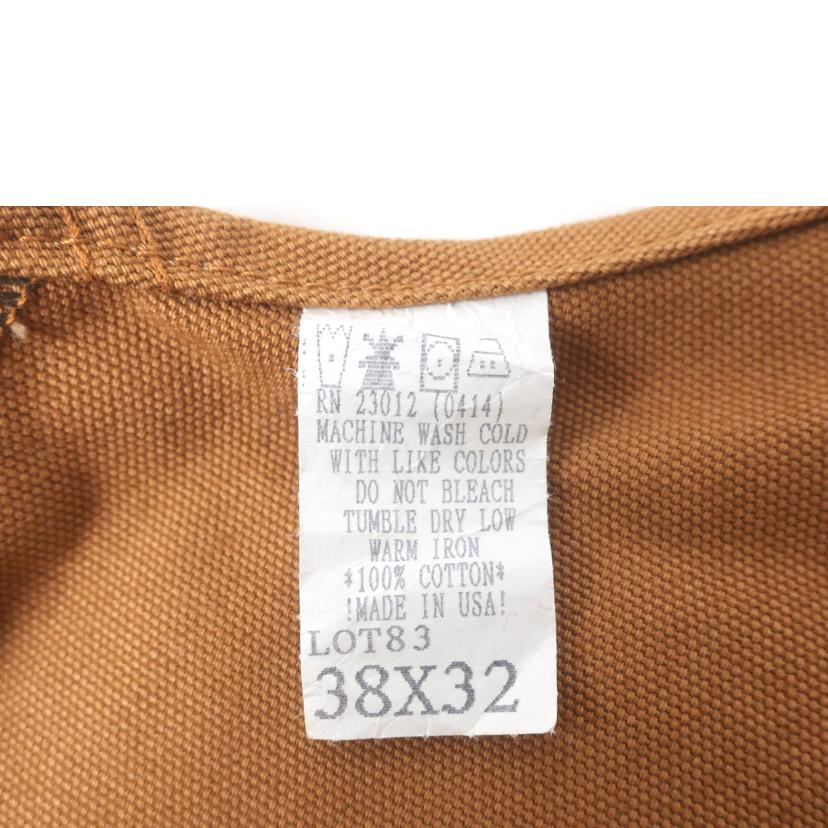 RN 23012 (0414)
MACHINE WASH COLD
WITH LIKE COLORS
DO NOT BLEACH
TUMBLE DRY LOW
WARM IRON
*100% COTTON*
!MADE IN USA!
LOT83
38X32